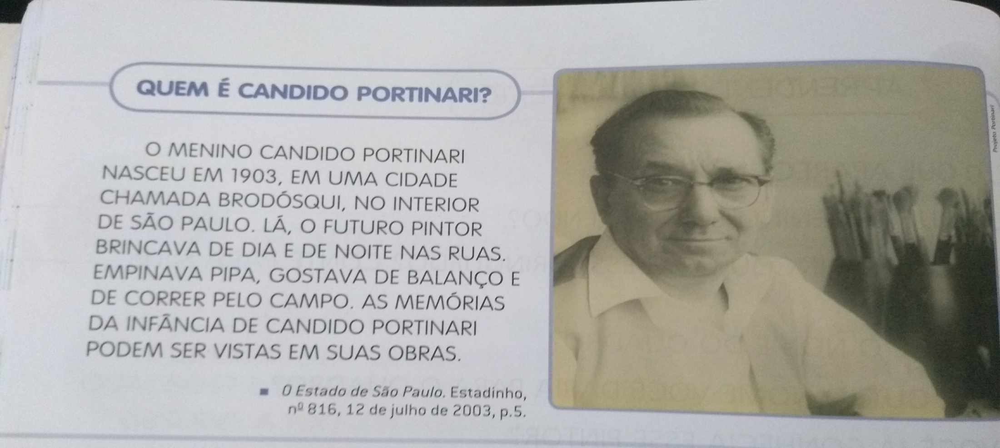 QUEM É CANDIDO PORTINARI?
O MENINO CANDIDO PORTINARI
NASCEU EM 1903, EM UMA CIDADE
CHAMADA BRODÓSQUI, NO INTERIOR
DE SÃO PAULO. LÁ, O FUTURO PINTOR
BRINCAVA DE DIA E DE NOITE NAS RUAS.
EMPINAVA PIPA, GOSTAVA DE BALANÇO E
DE CORRER PELO CAMPO. AS MEMÓRIAS
DA INFÂNCIA DE CANDIDO PORTINARI
PODEM SER VISTAS EM SUAS OBRAS.
■ O Estado de São Paulo. Estadinho,
nº 816, 12 de julho de 2003, p.5.
Projeto Portinari